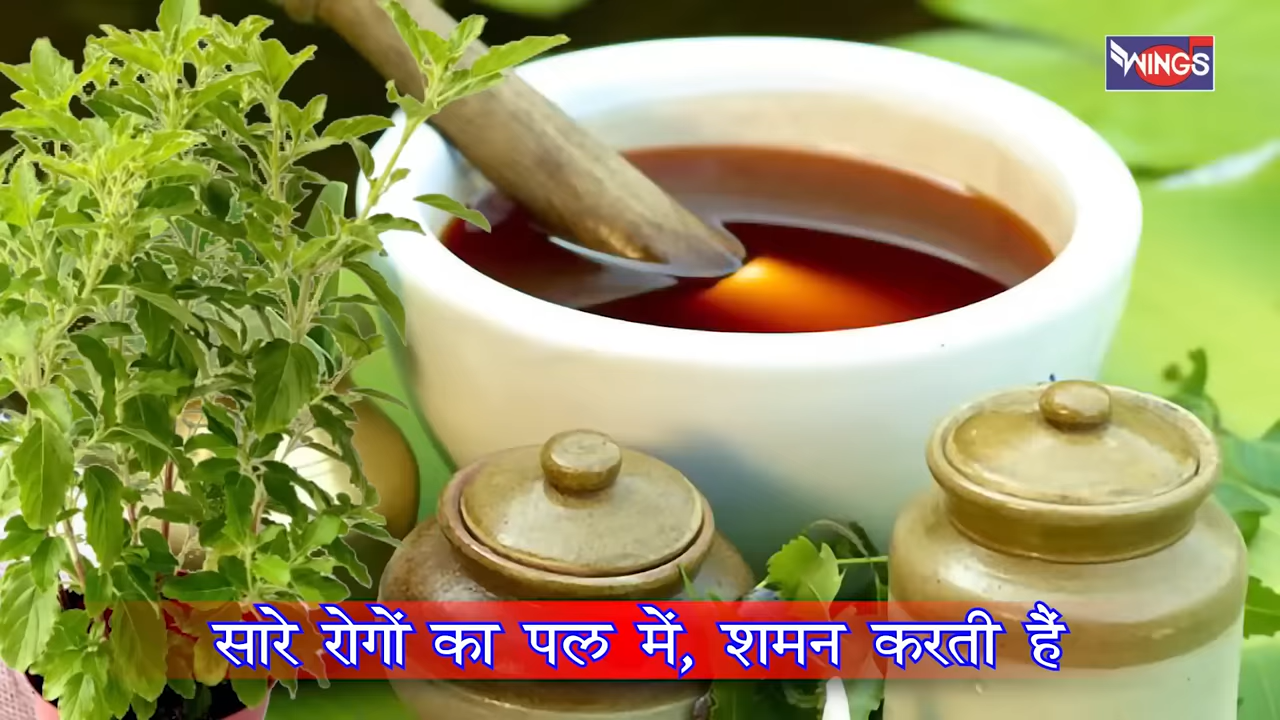 WINGS
सारे रोगों का पल में, शमन करती हैं